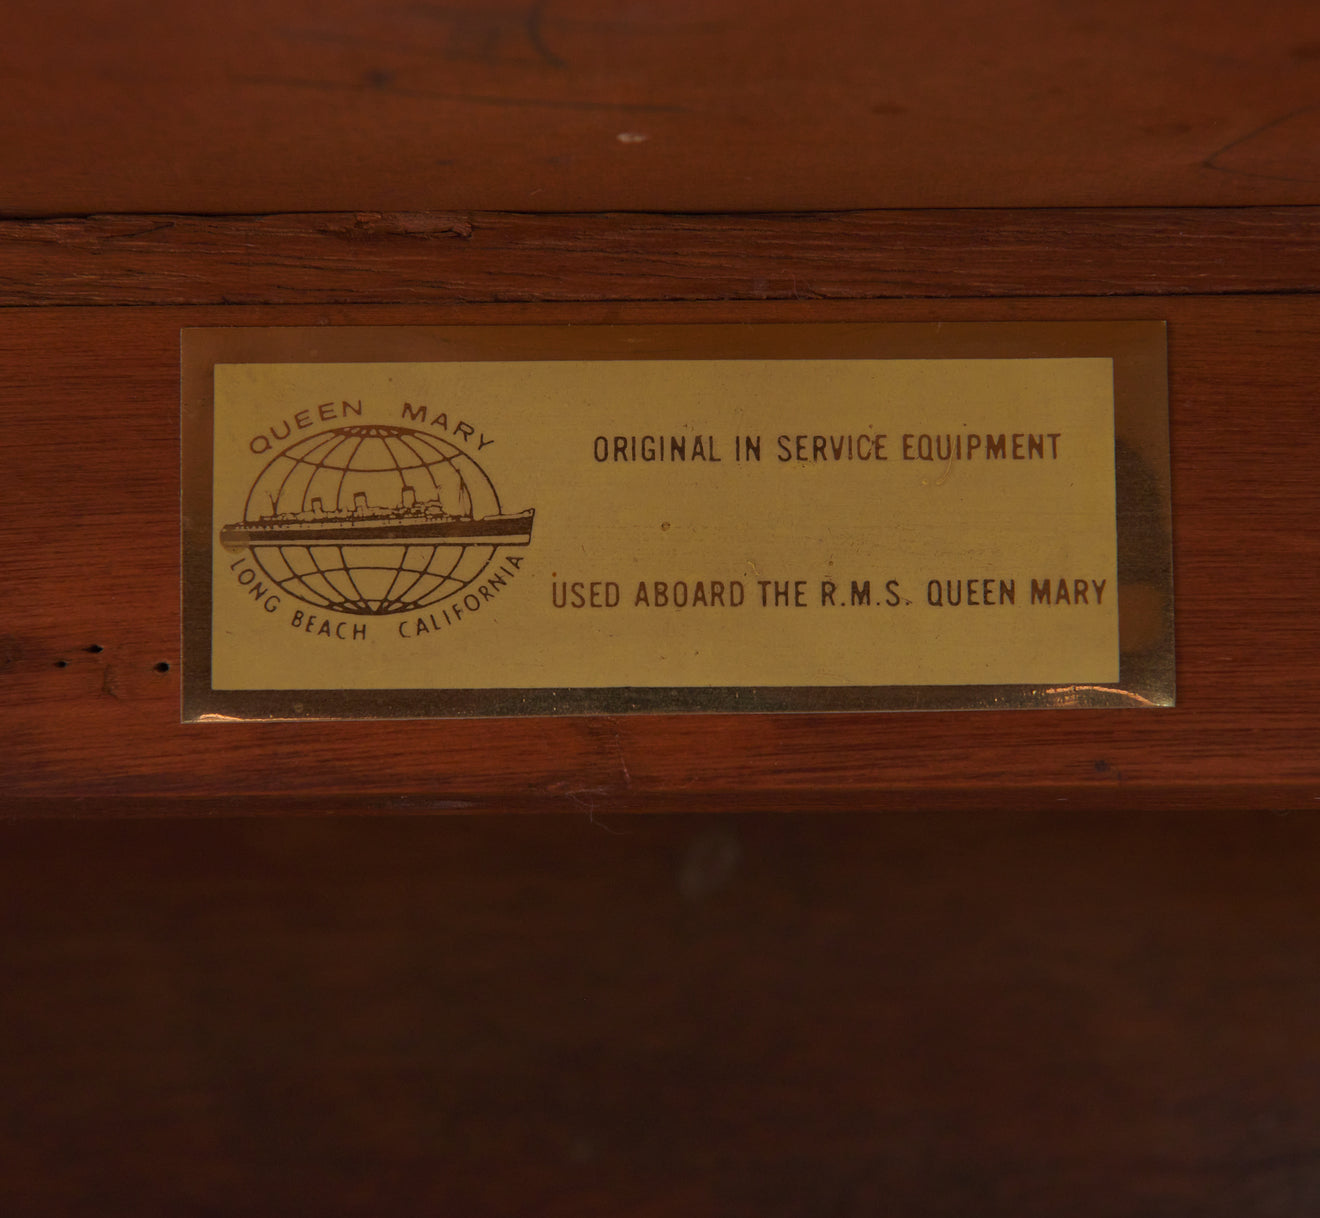 QUEEN MARY
LONG BEACH CALIFORNIA
ORIGINAL IN SERVICE EQUIPMENT
USED ABOARD THE R.M.S. QUEEN MARY